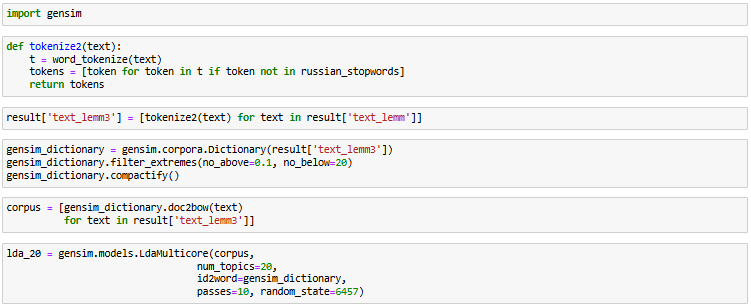 import gensim
def tokenize2(text):
    t = word_tokenize(text)
    tokens = [token for token in t if token not in russian_stopwords]
    return tokens
result['text_lemm3'] = [tokenize2(text) for text in result['text_lemm']]
gensim_dictionary = gensim.corpora.Dictionary(result['text_lemm3'])
gensim_dictionary.filter_extremes(no_above=0.1, no_below=20)
gensim_dictionary.compactify()
corpus = [gensim_dictionary.doc2bow(text)
         for text in result['text_lemm3']]
lda_20 = gensim.models.LdaMulticore(corpus,
                              num_topics=20,
                              id2word=gensim_dictionary,
                              passes=10, random_state=6457)